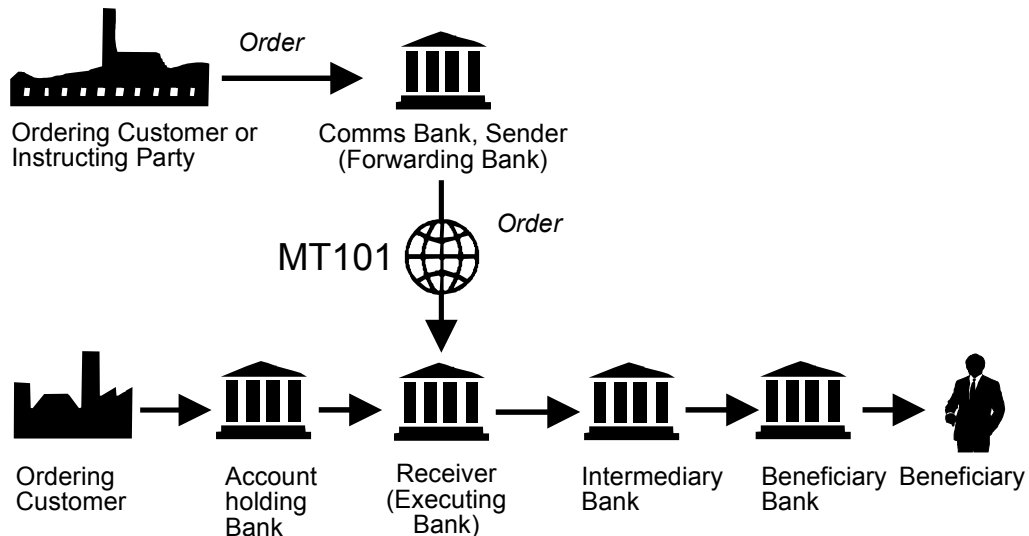 Order
Ordering Customer or
Instructing Party
Comms Bank, Sender
(Forwarding Bank)
Order
MT101
Ordering
Customer
Account
holding
Bank
Receiver
(Executing
Bank)
Intermediary
Bank
Beneficiary
Bank
Beneficiary